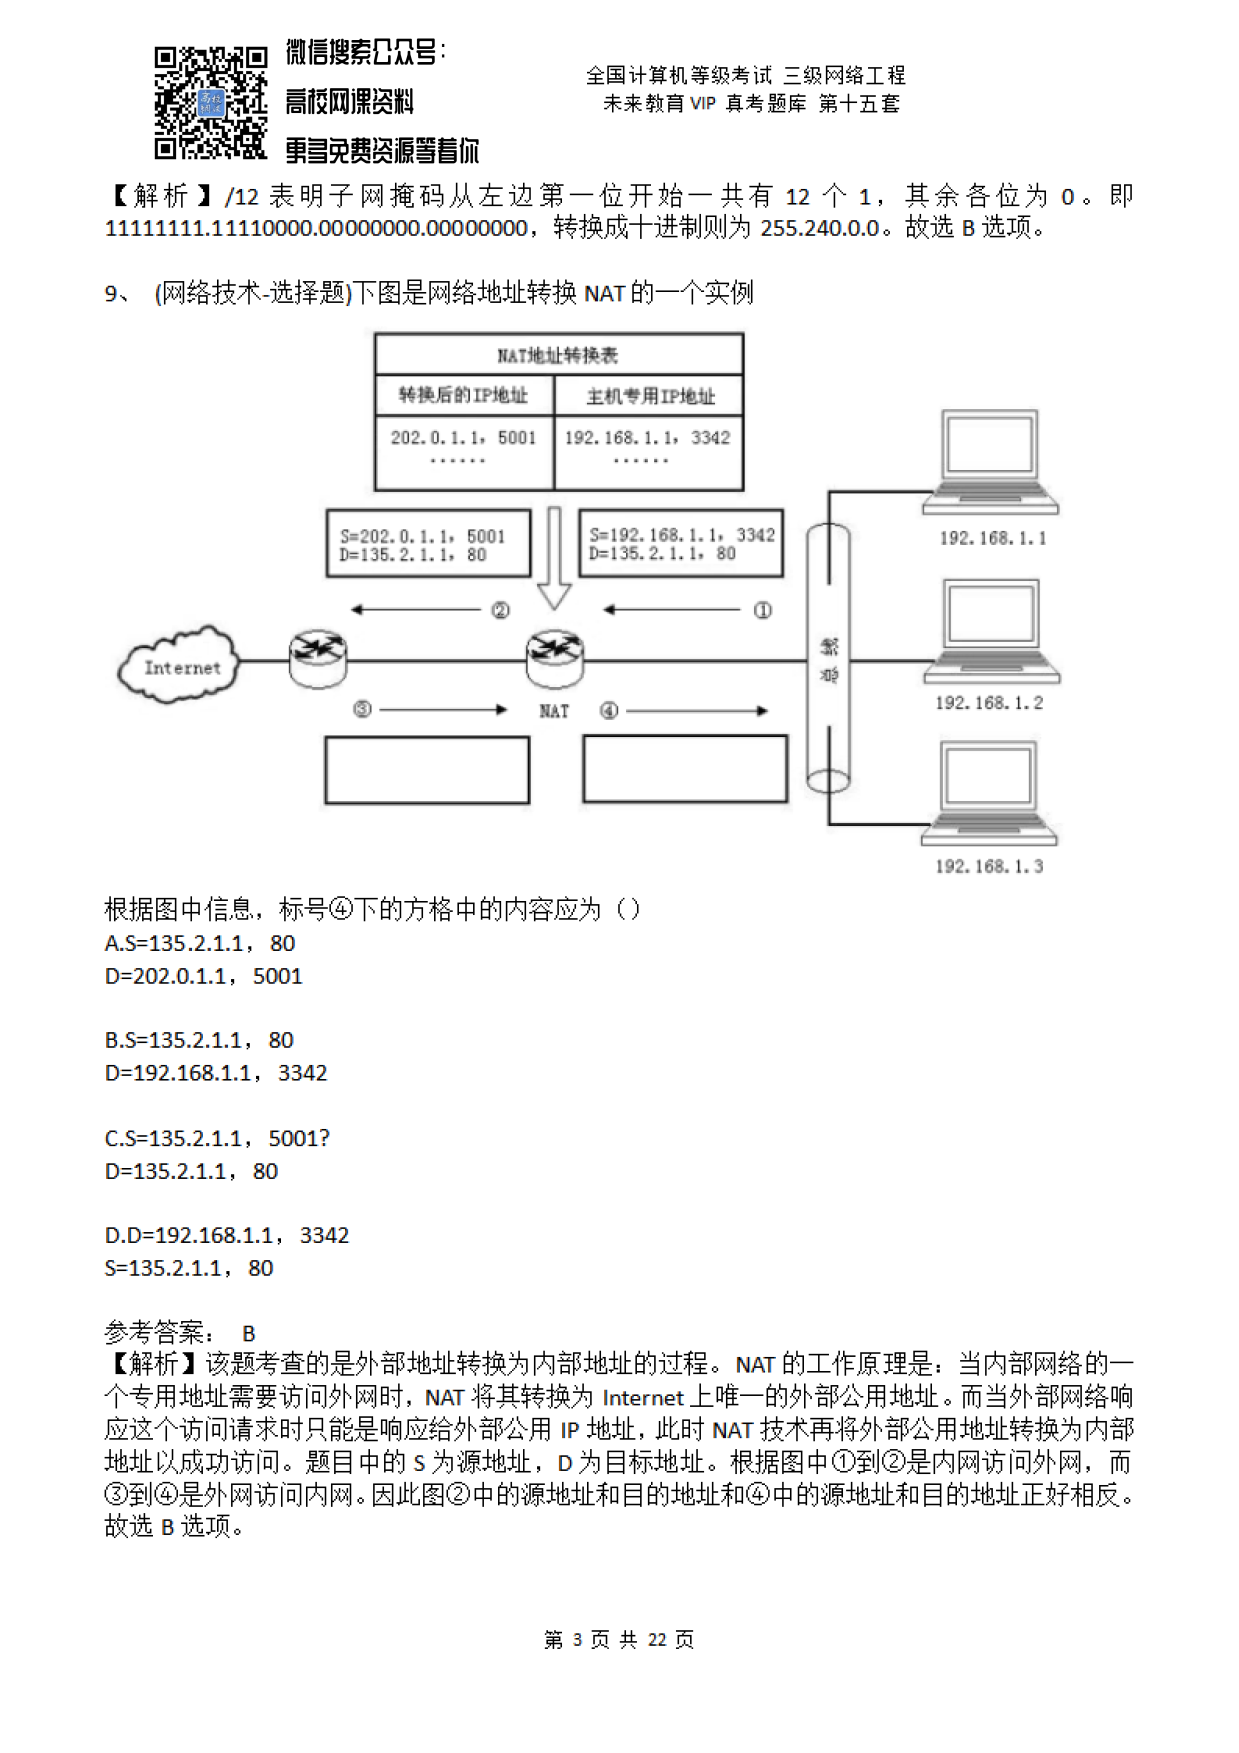 微信搜索公众号：
高校网课资料
更多免费资源等着你
全国计算机等级考试 三级网络工程
未来教育 VIP 真考题库 第十五套
【解析】/12 表明子网掩码从左边第一位开始一共有 12 个 1，其余各位为 0。即
11111111.11110000.00000000.00000000，转换成十进制则为 255.240.0.0。故选 B 选项。
9、 (网络技术-选择题)下图是网络地址转换 NAT 的一个实例
NAT地址转换表
转换后的IP地址 主机专用IP地址
202.0.1.1，5001 192.168.1.1，3342
...... ......
S=202.0.1.1，5001
D=135.2.1.1，80
S=192.168.1.1，3342
D=135.2.1.1，80
192.168.1.1
② ①
Internet
192.168.1.2
③ NAT ④
192.168.1.3
根据图中信息，标号④下的方格中的内容应为（）
A.S=135.2.1.1，80
D=202.0.1.1，5001
B.S=135.2.1.1，80
D=192.168.1.1，3342
C.S=135.2.1.1，5001?
D=135.2.1.1，80
D.D=192.168.1.1，3342
S=135.2.1.1，80
参考答案： B
【解析】该题考查的是外部地址转换为内部地址的过程。NAT 的工作原理是：当内部网络的一
个专用地址需要访问外网时，NAT 将其转换为 Internet 上唯一的外部公用地址。而当外部网络响
应这个访问请求时只能是响应给外部公用 IP 地址，此时 NAT 技术再将外部公用地址转换为内部
地址以成功访问。题目中的 S 为源地址，D 为目标地址。根据图中①到②是内网访问外网，而
③到④是外网访问内网。因此图②中的源地址和目的地址和④中的源地址和目的地址正好相反。
故选 B 选项。
第 3 页 共 22 页